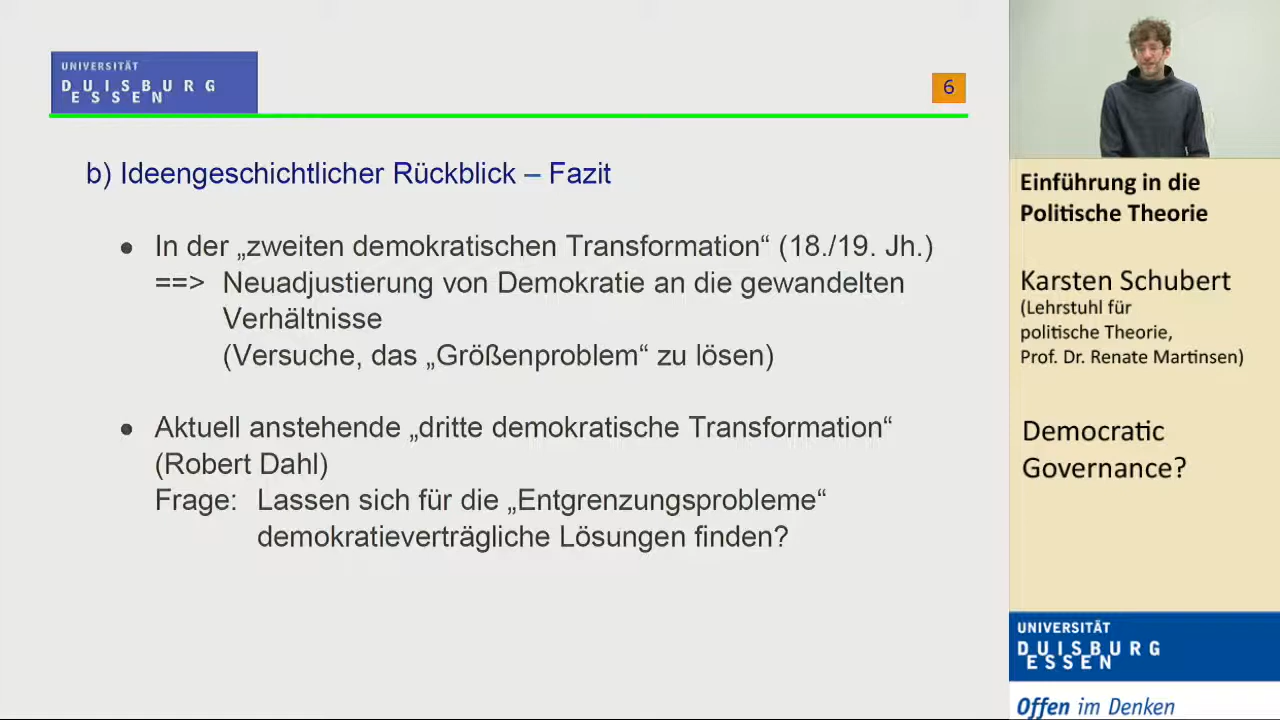 UNIVERSITÄT
DUISBURG
ESSEN
6
b) Ideengeschichtlicher Rückblick – Fazit
● In der „zweiten demokratischen Transformation“ (18./19. Jh.)
==> Neuadjustierung von Demokratie an die gewandelten
Verhältnisse
(Versuche, das „Größenproblem“ zu lösen)
● Aktuell anstehende „dritte demokratische Transformation“
(Robert Dahl)
Frage: Lassen sich für die „Entgrenzungsprobleme“
demokratieverträgliche Lösungen finden?
Einführung in die
Politische Theorie
Karsten Schubert
(Lehrstuhl für
politische Theorie,
Prof. Dr. Renate Martinsen)
Democratic
Governance?
UNIVERSITÄT
DUISBURG
ESSEN
Offen im Denken